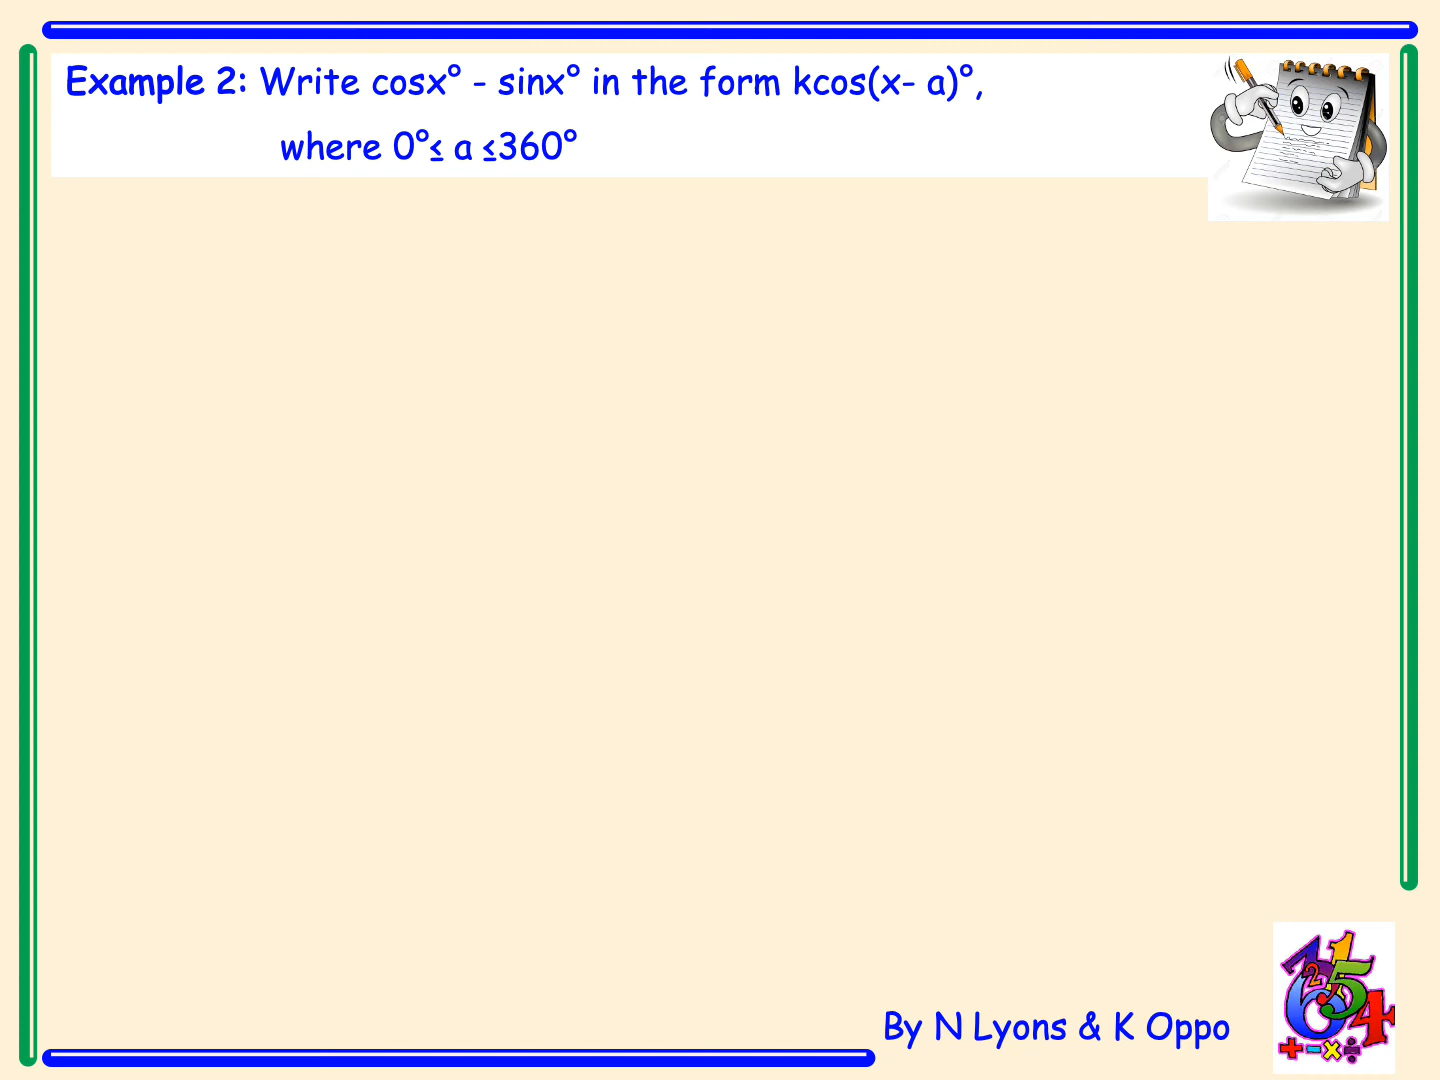 Example 2: Write cosx° - sinx° in the form kcos(x- a)°,
where 0°≤ a ≤360°
By N Lyons & K Oppo